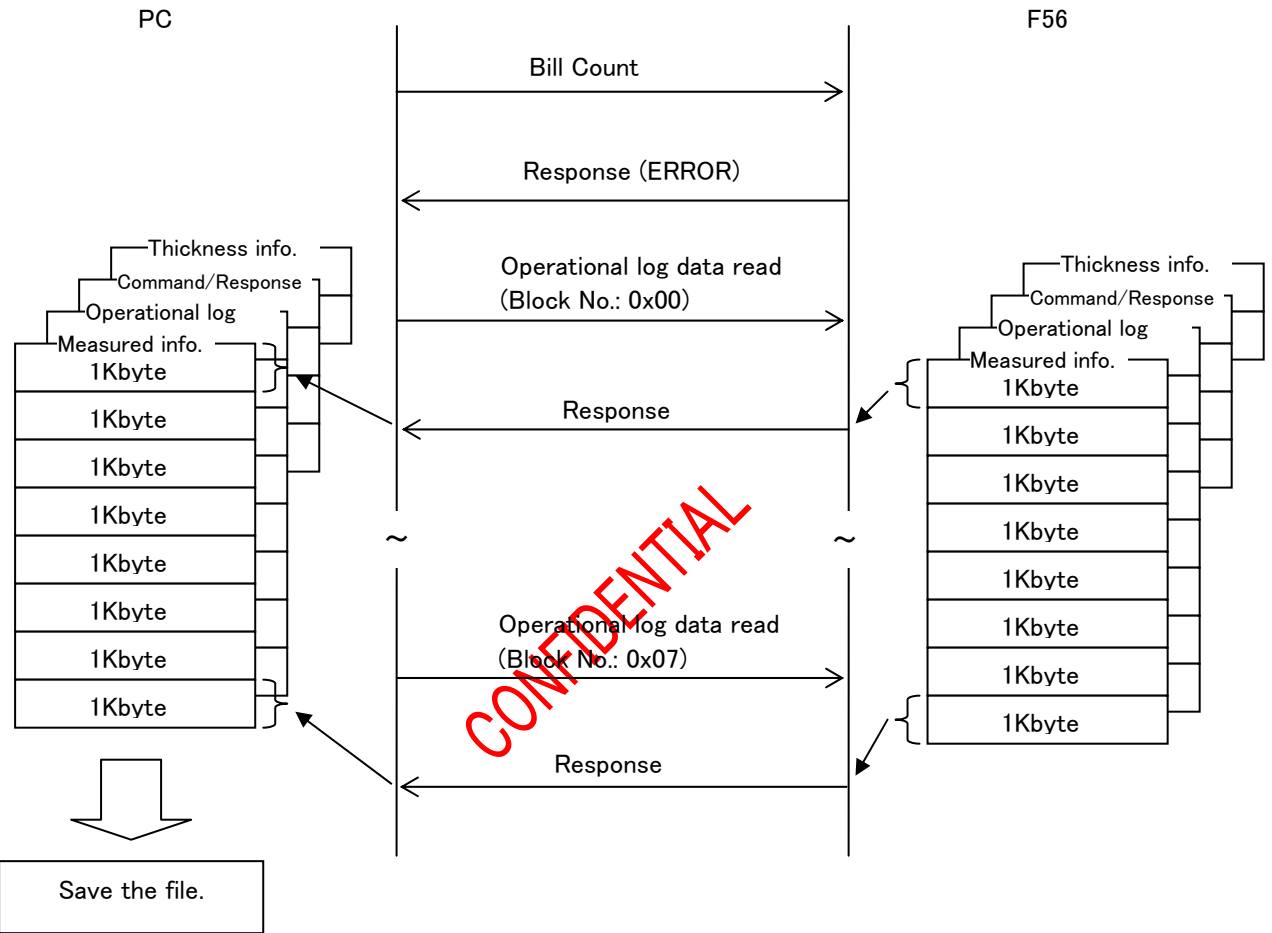 PC
F56
Bill Count
Response (ERROR)
Thickness info.
Command/Response
Operational log
Measured info.
1Kbyte
1Kbyte
1Kbyte
1Kbyte
1Kbyte
1Kbyte
1Kbyte
1Kbyte
Operational log data read
(Block No.: 0x00)
Response
~
~
CONFIDENTIAL
Operational log data read
(Block No.: 0x07)
Response
Thickness info.
Command/Response
Operational log
Measured info.
1Kbyte
1Kbyte
1Kbyte
1Kbyte
1Kbyte
1Kbyte
1Kbyte
1Kbyte
Save the file.